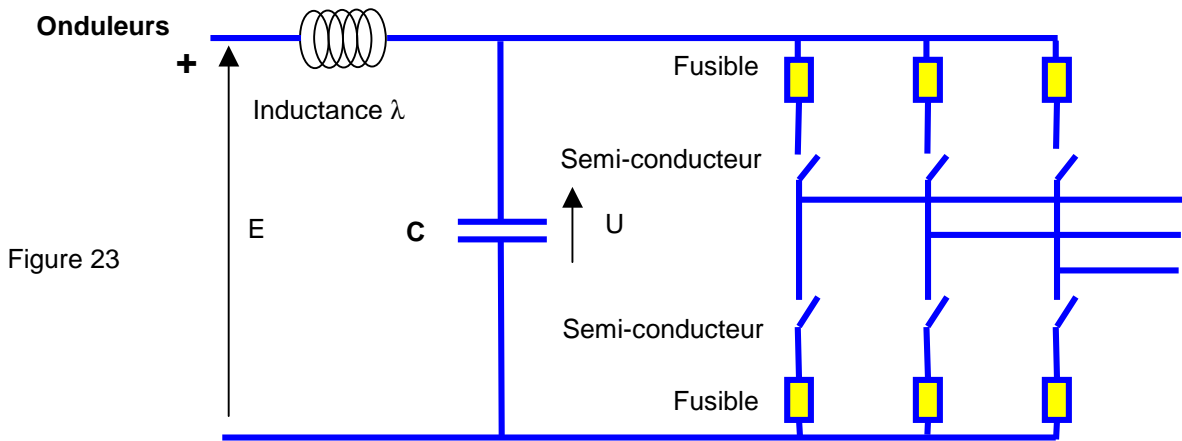 Onduleurs
+
Fusible
Inductance λ
Semi-conducteur
E
C
U
Figure 23
Semi-conducteur
Fusible